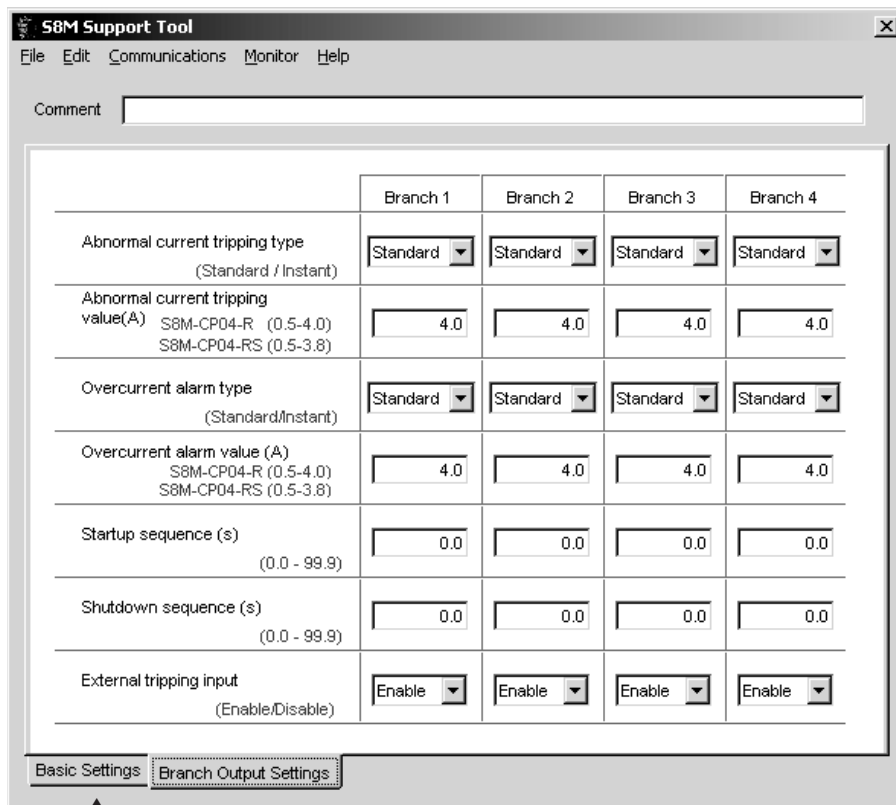 S8M Support Tool
File Edit Communications Monitor Help
Comment
Branch 1 Branch 2 Branch 3 Branch 4
Abnormal current tripping type
(Standard / Instant)
Standard Standard Standard Standard
Abnormal current tripping
value(A) S8M-CP04-R (0.5-4.0)
S8M-CP04-RS (0.5-3.8)
4.0 4.0 4.0 4.0
Overcurrent alarm type
(Standard/Instant)
Standard Standard Standard Standard
Overcurrent alarm value (A)
S8M-CP04-R (0.5-4.0)
S8M-CP04-RS (0.5-3.8)
4.0 4.0 4.0 4.0
Startup sequence (s)
(0.0 - 99.9)
0.0 0.0 0.0 0.0
Shutdown sequence (s)
(0.0 - 99.9)
0.0 0.0 0.0 0.0
External tripping input
(Enable/Disable)
Enable Enable Enable Enable
Basic Settings Branch Output Settings